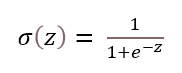 σ(z) = 1 / (1+e^{-z})